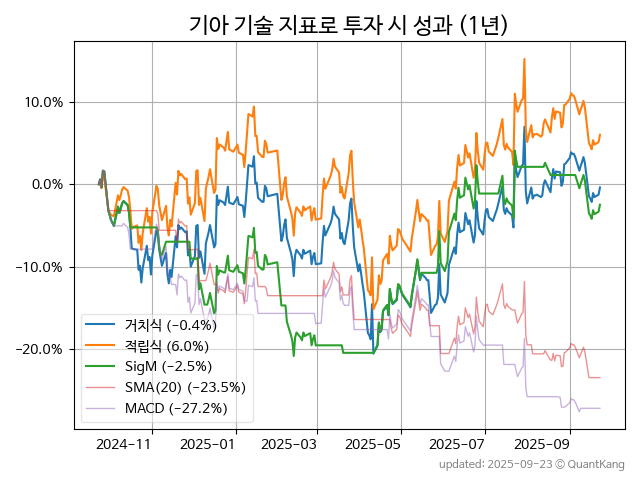 기아 기술 지표로 투자 시 성과 (1년)
10.0%
0.0%
−10.0%
−20.0%
거치식 (−0.4%)
적립식 (6.0%)
SigM (−2.5%)
SMA(20) (−23.5%)
MACD (−27.2%)
2024-11
2025-01
2025-03
2025-05
2025-07
2025-09
updated: 2025-09-23 © QuantKang